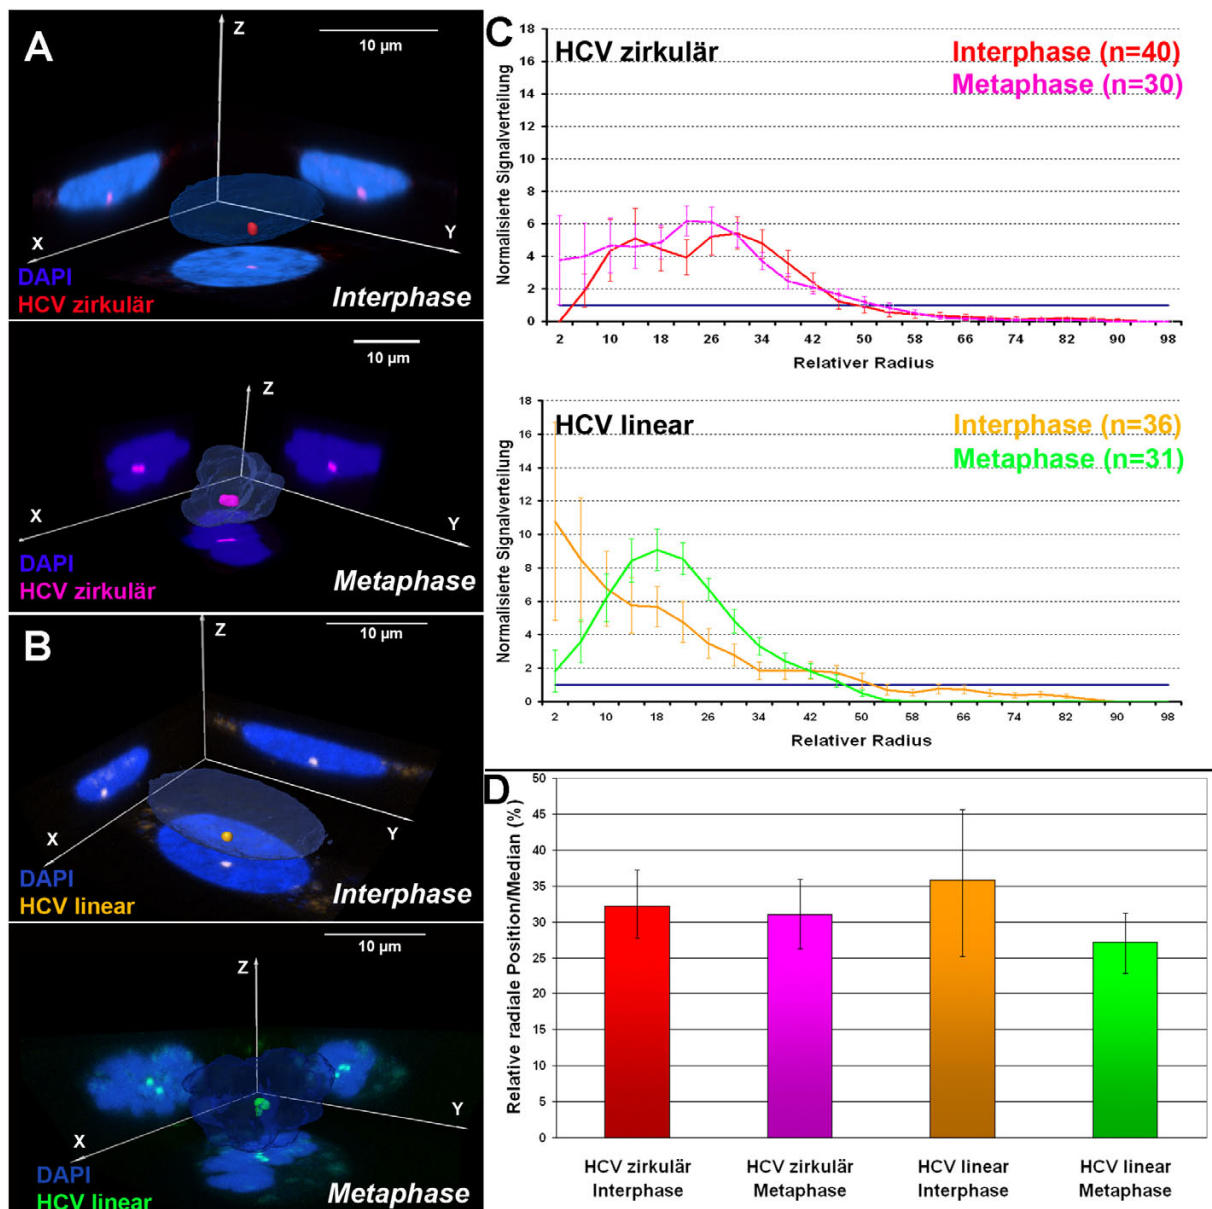 A
Z
10 µm
X
Y
DAPI
HCV zirkulär
Interphase
10 µm
Z
X
Y
DAPI
HCV zirkulär
Metaphase
B
Z
10 µm
X
Y
DAPI
HCV linear
Interphase
10 µm
Z
X
Y
DAPI
HCV linear
Metaphase
C
HCV zirkulär
Interphase (n=40)
Metaphase (n=30)
Normalisierte Signalverteilung
18
16
14
12
10
8
6
4
2
0
2 10 18 26 34 42 50 58 66 74 82 90 98
Relativer Radius
HCV linear
Interphase (n=36)
Metaphase (n=31)
Normalisierte Signalverteilung
18
16
14
12
10
8
6
4
2
0
2 10 18 26 34 42 50 58 66 74 82 90 98
Relativer Radius
D
Relative radiale Position/Median (%)
50
45
40
35
30
25
20
15
10
5
0
HCV zirkulär Interphase
HCV zirkulär Metaphase
HCV linear Interphase
HCV linear Metaphase